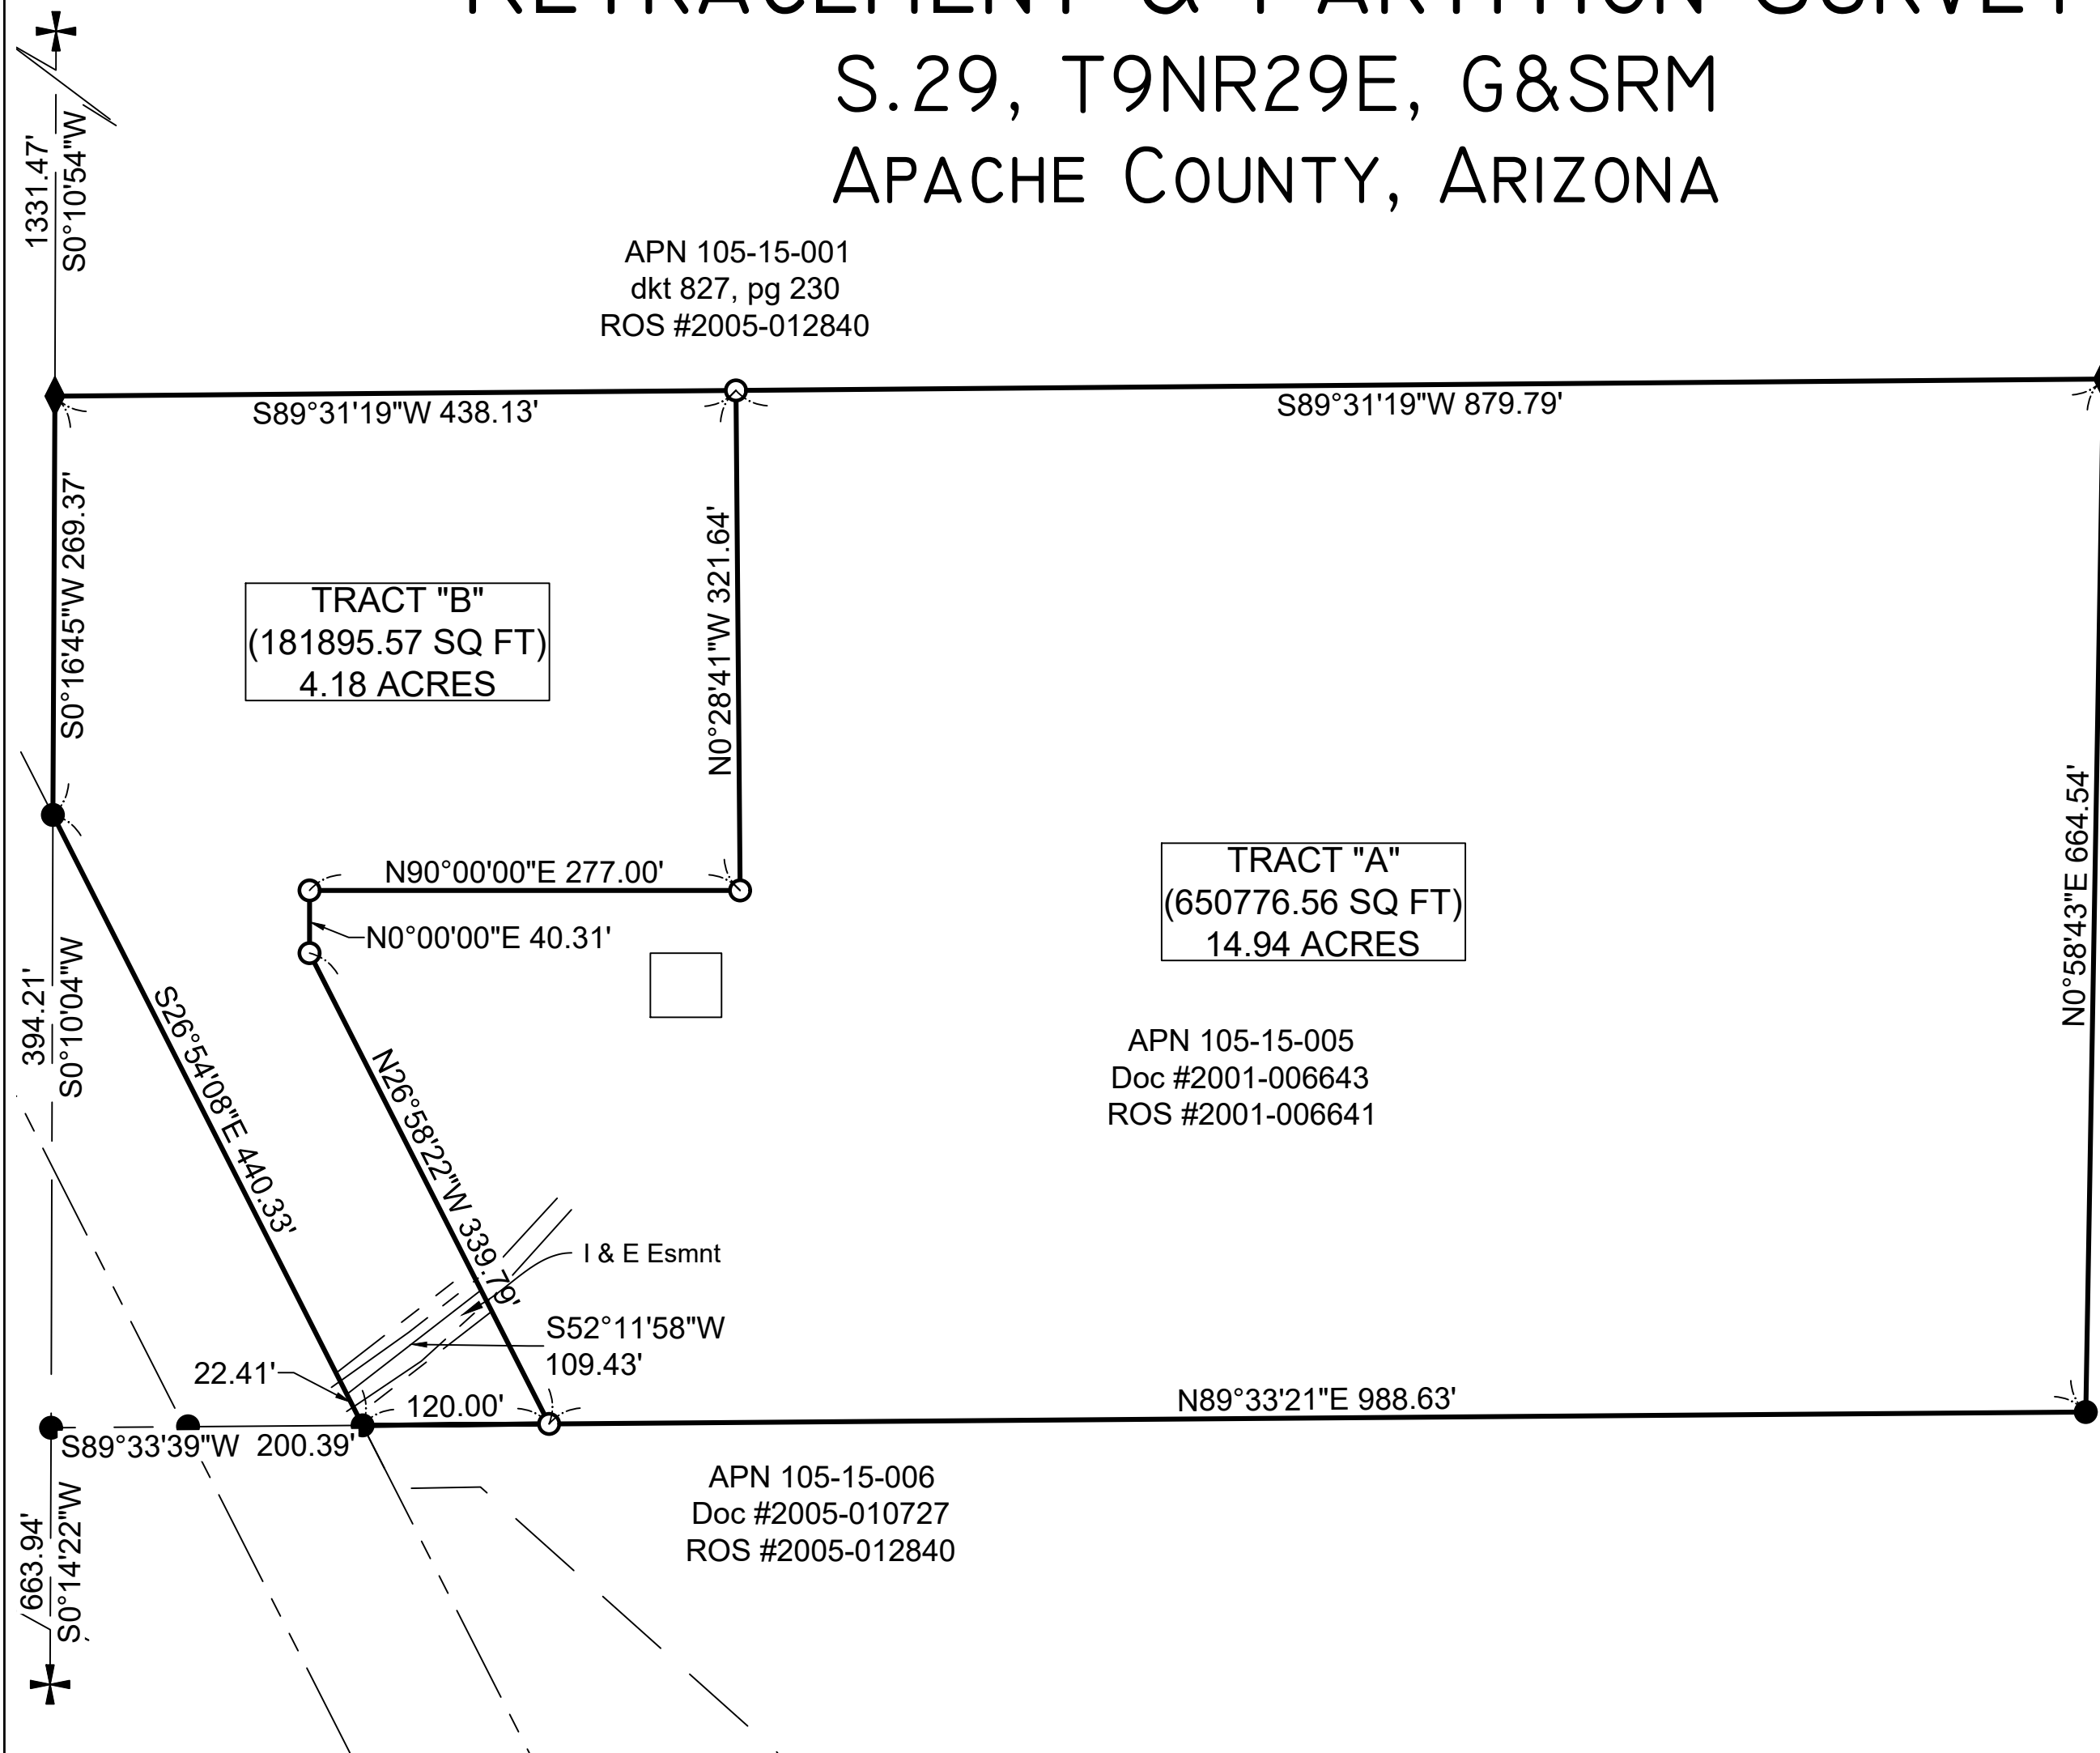 RETRACEMENT & PARTITION SURVEY
S.29, T9NR29E, G&SRM
APACHE COUNTY, ARIZONA
1331.47'
S0°10'54"W
APN 105-15-001
dkt 827, pg 230
ROS #2005-012840
S89°31'19"W 438.13'
S89°31'19"W 879.79'
S0°16'45"W 269.37'
N0°28'41"W 321.64'
TRACT "B"
(181895.57 SQ FT)
4.18 ACRES
N90°00'00"E 277.00'
N0°00'00"E 40.31'
TRACT "A"
(650776.56 SQ FT)
14.94 ACRES
N0°58'43"E 664.54'
394.21'
S0°10'04"W
S26°54'08"E 440.33'
N26°58'22"W 339.79'
APN 105-15-005
Doc #2001-006643
ROS #2001-006641
I & E Esmnt
S52°11'58"W
109.43'
22.41'
120.00'
N89°33'21"E 988.63'
S89°33'39"W 200.39'
APN 105-15-006
Doc #2005-010727
ROS #2005-012840
663.94'
S0°14'22"W